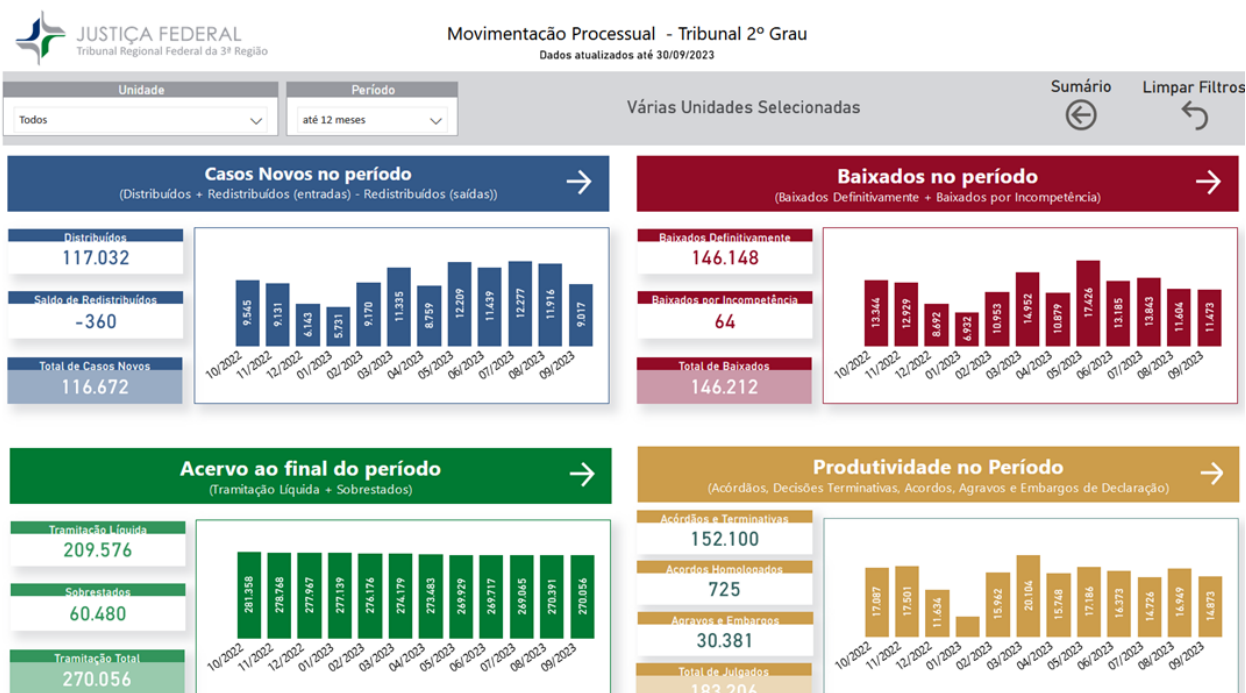 JUSTIÇA FEDERAL
Tribunal Regional Federal da 3ª Região
Movimentacão Processual - Tribunal 2º Grau
Dados atualizados até 30/09/2023
Unidade
Todos
Período
até 12 meses
Várias Unidades Selecionadas
Sumário
Limpar Filtros
Casos Novos no período
(Distribuídos + Redistribuídos (entradas) - Redistribuídos (saídas))
Distribuídos
117.032
Saldo de Redistribuídos
-360
Total de Casos Novos
116.672
9.545 9.131 6.143 5.731 9.170 11.335 8.759 12.209 11.439 12.277 11.916 9.017
10/2022 11/2022 12/2022 01/2023 02/2023 03/2023 04/2023 05/2023 06/2023 07/2023 08/2023 09/2023
Baixados no período
(Baixados Definitivamente + Baixados por Incompetência)
Baixados Definitivamente
146.148
Baixados por Incompetência
64
Total de Baixados
146.212
13.344 12.929 8.692 6.932 10.953 14.952 10.879 17.426 13.185 13.843 11.604 11.473
10/2022 11/2022 12/2022 01/2023 02/2023 03/2023 04/2023 05/2023 06/2023 07/2023 08/2023 09/2023
Acervo ao final do período
(Tramitação Líquida + Sobrestados)
Tramitação Líquida
209.576
Sobrestados
60.480
Tramitação Total
270.056
281.358 278.768 277.967 277.139 276.176 274.179 273.483 269.929 269.717 269.065 270.391 270.056
10/2022 11/2022 12/2022 01/2023 02/2023 03/2023 04/2023 05/2023 06/2023 07/2023 08/2023 09/2023
Produtividade no Período
(Acórdãos, Decisões Terminativas, Acordos, Agravos e Embargos de Declaração)
Acórdãos e Terminativas
152.100
Acordos Homologados
725
Agravos e Embargos
30.381
Total de Julgados
183.206
17.087 17.501 11.634 15.962 20.104 15.748 17.186 16.373 14.726 16.949 14.873
10/2022 11/2022 12/2022 01/2023 02/2023 03/2023 04/2023 05/2023 06/2023 07/2023 08/2023 09/2023